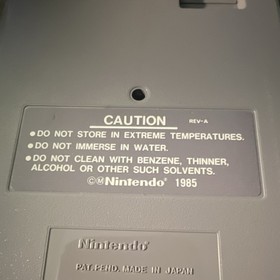 CAUTION REV-A
•DO NOT STORE IN EXTREME TEMPERATURES.
•DO NOT IMMERSE IN WATER.
•DO NOT CLEAN WITH BENZENE, THINNER,
ALCOHOL OR OTHER SUCH SOLVENTS.
©ⓂNintendo® 1985
Nintendo®
PAT. PEND. MADE IN JAPAN